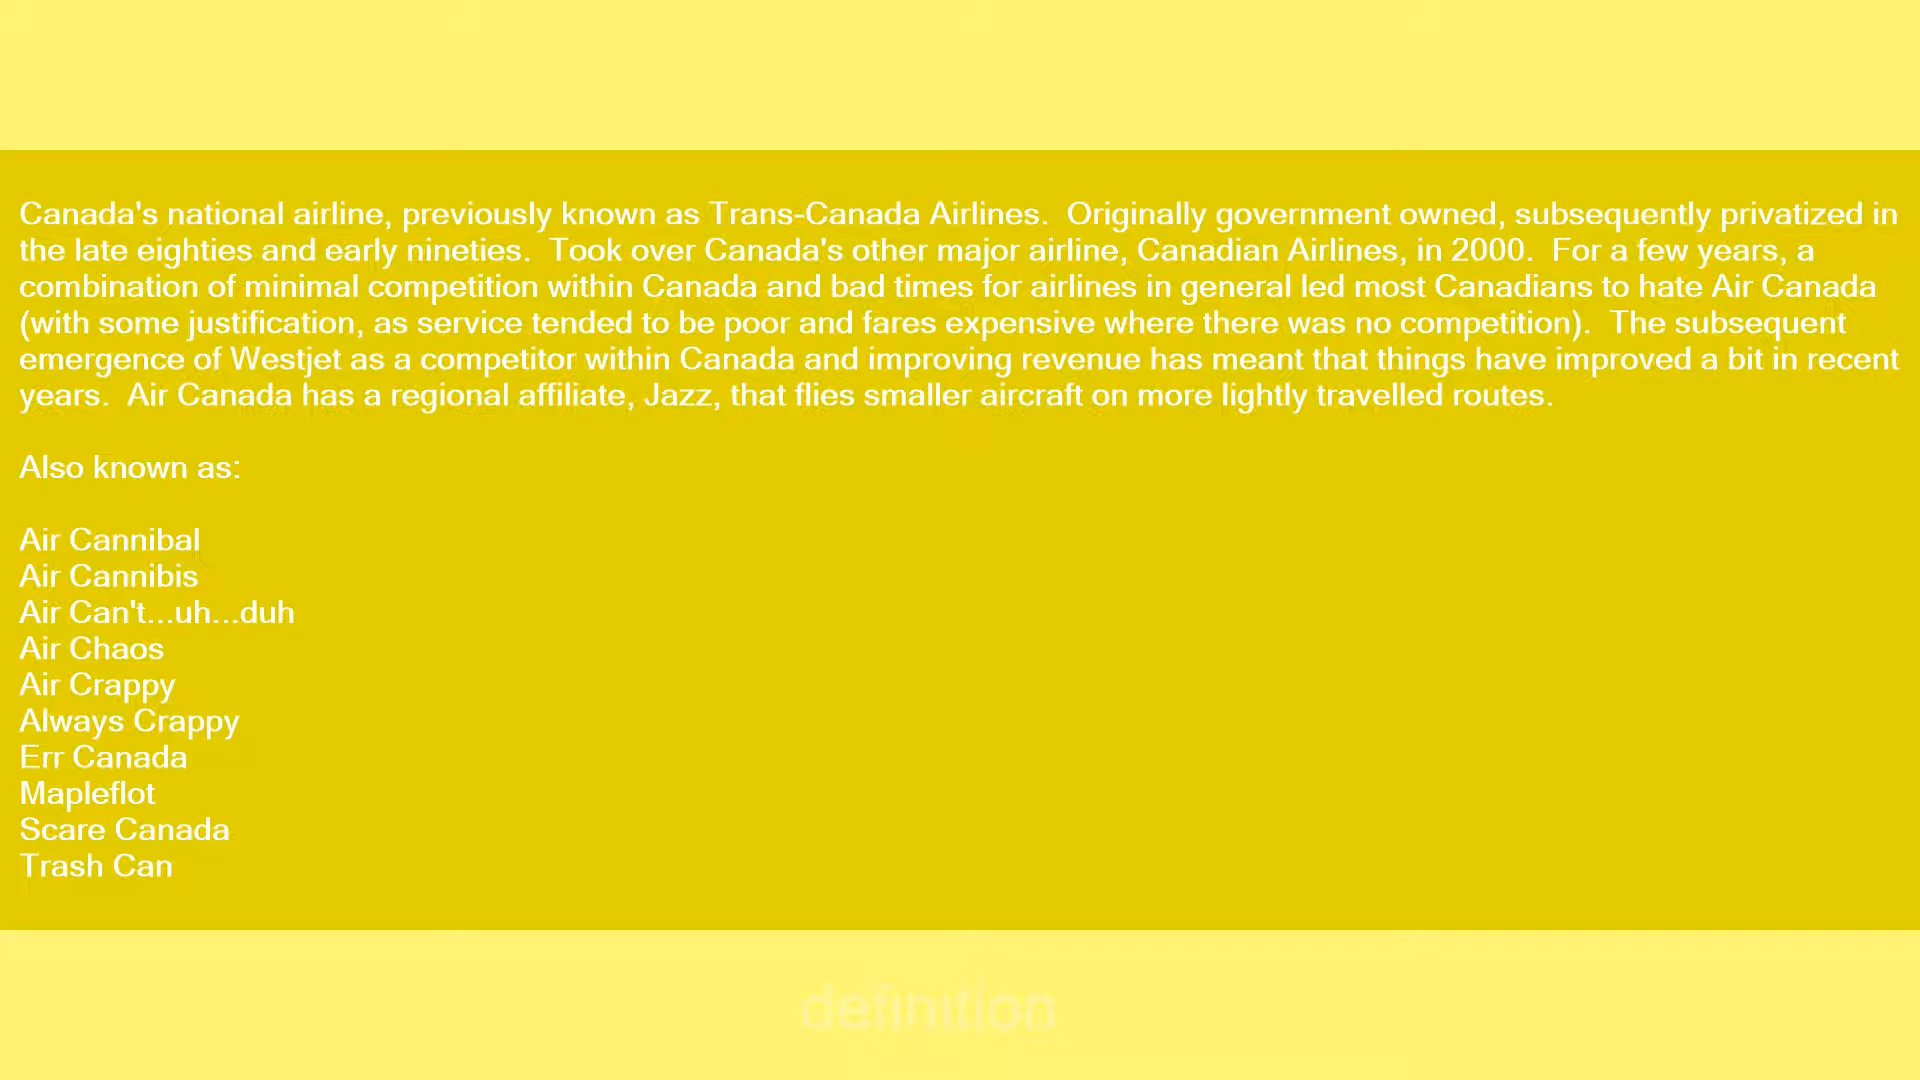 Canada's national airline, previously known as Trans-Canada Airlines.  Originally government owned, subsequently privatized in
the late eighties and early nineties.  Took over Canada's other major airline, Canadian Airlines, in 2000.  For a few years, a
combination of minimal competition within Canada and bad times for airlines in general led most Canadians to hate Air Canada
(with some justification, as service tended to be poor and fares expensive where there was no competition).  The subsequent
emergence of Westjet as a competitor within Canada and improving revenue has meant that things have improved a bit in recent
years.  Air Canada has a regional affiliate, Jazz, that flies smaller aircraft on more lightly travelled routes.
Also known as:
Air Cannibal
Air Cannibis
Air Can't...uh...duh
Air Chaos
Air Crappy
Always Crappy
Err Canada
Mapleflot
Scare Canada
Trash Can
definition